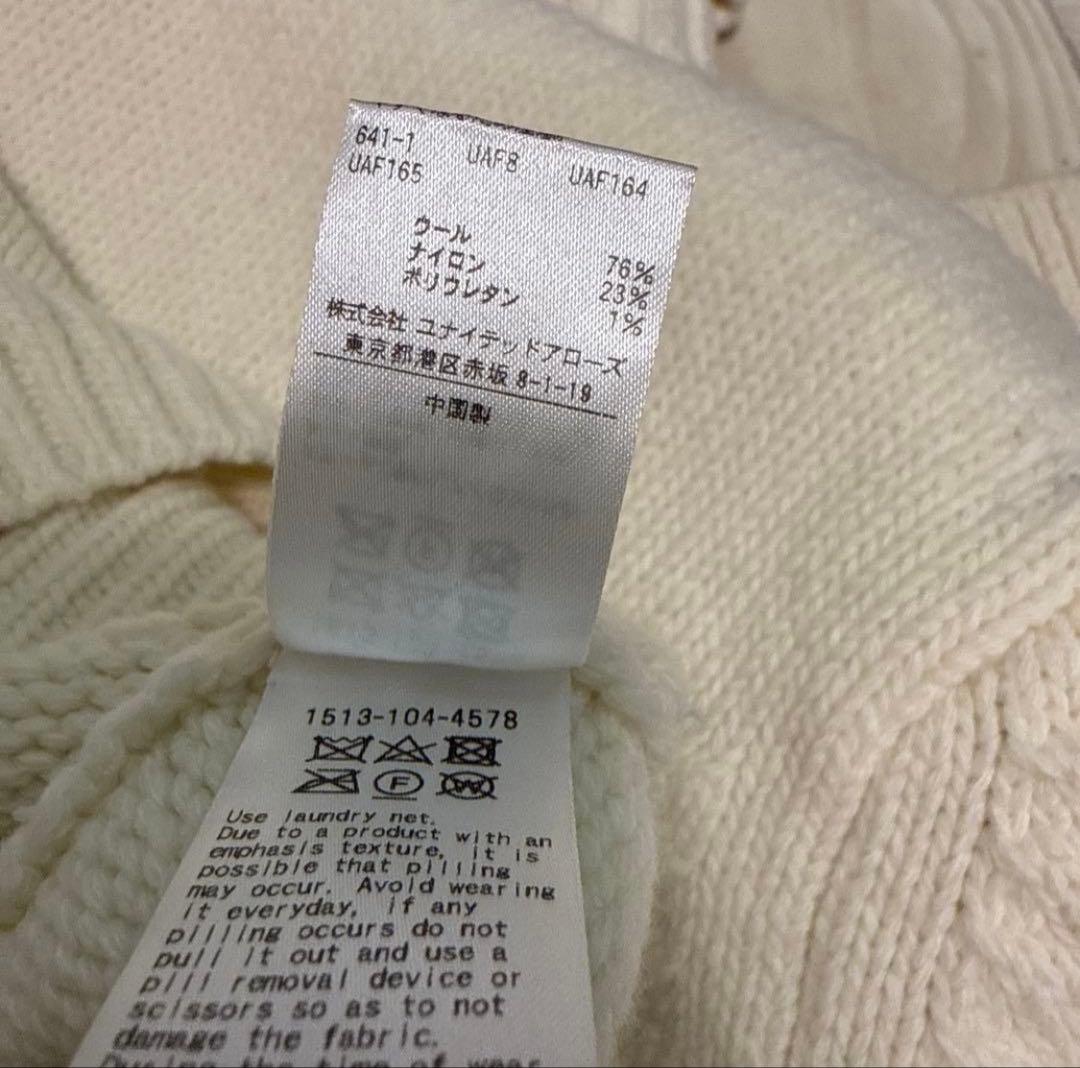 641-1 UAF8 UAF164
UAF165
ウール 76%
ナイロン 23%
ポリウレタン 1%
株式会社 ユナイテッドアローズ
東京都港区赤坂 8-1-19
中国製
1513-104-4578
F
W
Use laundry net.
Due to a product with an
emphasis texture, it is
possible that pilling
may occur. Avoid wearing
it everyday, if any
pilling occurs do not
pull it out and use a
pill removal device or
scissors so as to not
damage the fabric.
During the time of wear